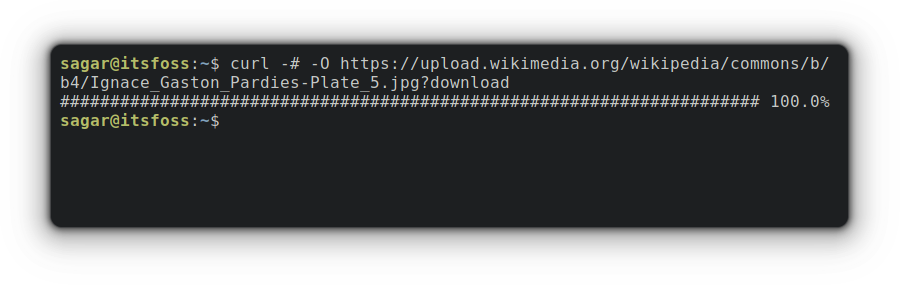 sagar@itsfoss:~$ curl -# -O https://upload.wikimedia.org/wikipedia/commons/b/
b4/Ignace_Gaston_Pardies-Plate_5.jpg?download
###################################################################### 100.0%
sagar@itsfoss:~$